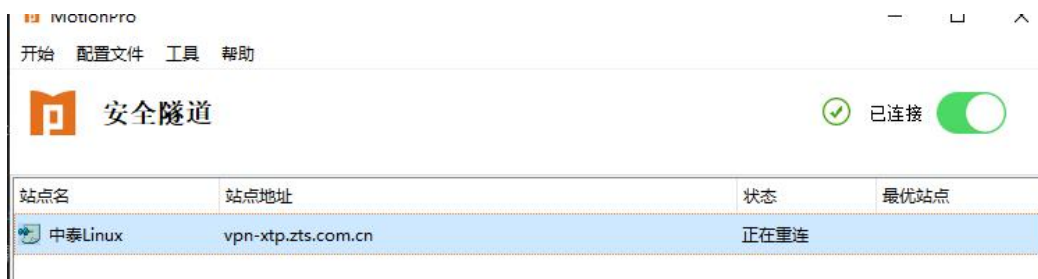 MotionPro
开始 配置文件 工具 帮助
安全隧道 已连接
站点名 站点地址 状态 最优站点
中泰Linux vpn-xtp.zts.com.cn 正在重连